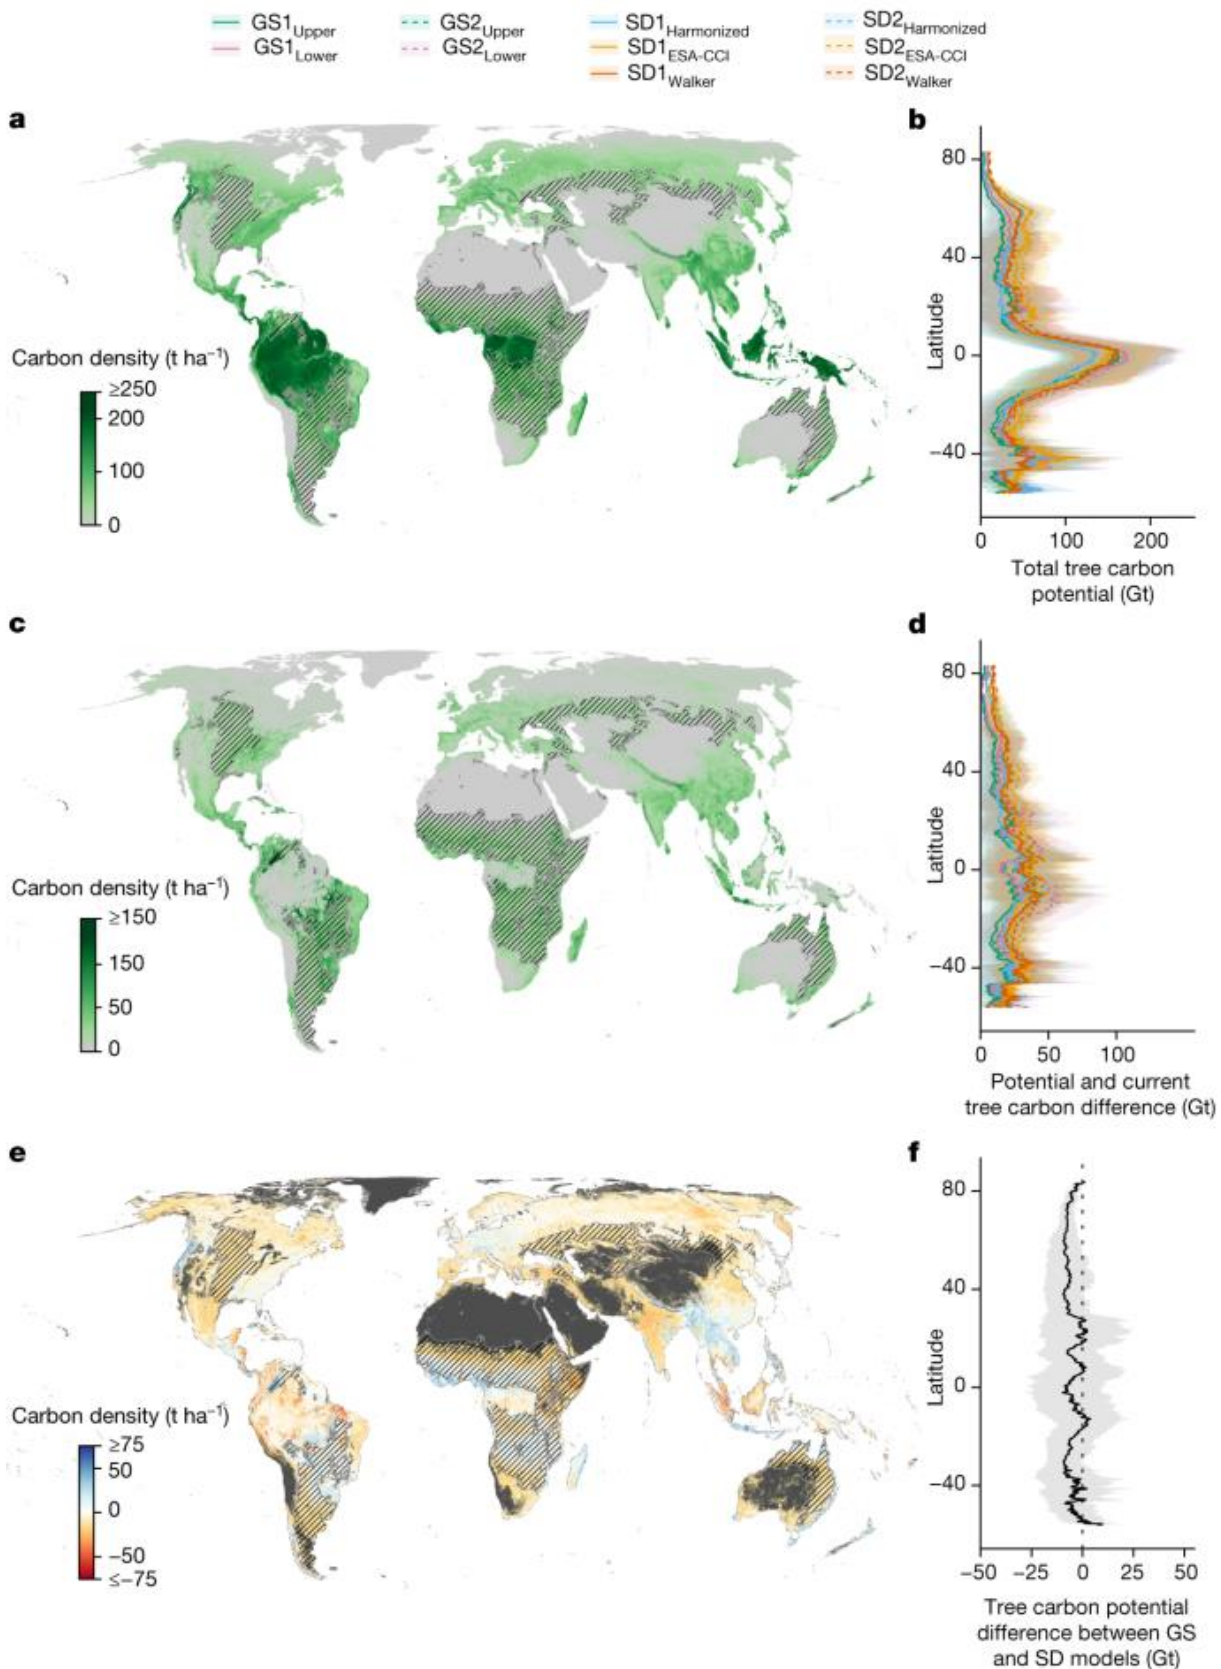 GS1Upper GS2Upper SD1Harmonized SD2Harmonized
GS1Lower GS2Lower SD1ESA-CCI SD2ESA-CCI
SD1Walker SD2Walker
a
Carbon density (t ha⁻¹)
≥250
200
100
0
b
80
40
0
−40
Latitude
0 100 200
Total tree carbon
potential (Gt)
c
Carbon density (t ha⁻¹)
≥150
150
50
0
d
80
40
0
−40
Latitude
0 50 100
Potential and current
tree carbon difference (Gt)
e
Carbon density (t ha⁻¹)
≥75
50
0
−50
≤−75
f
80
40
0
−40
Latitude
−50 −25 0 25 50
Tree carbon potential
difference between GS
and SD models (Gt)